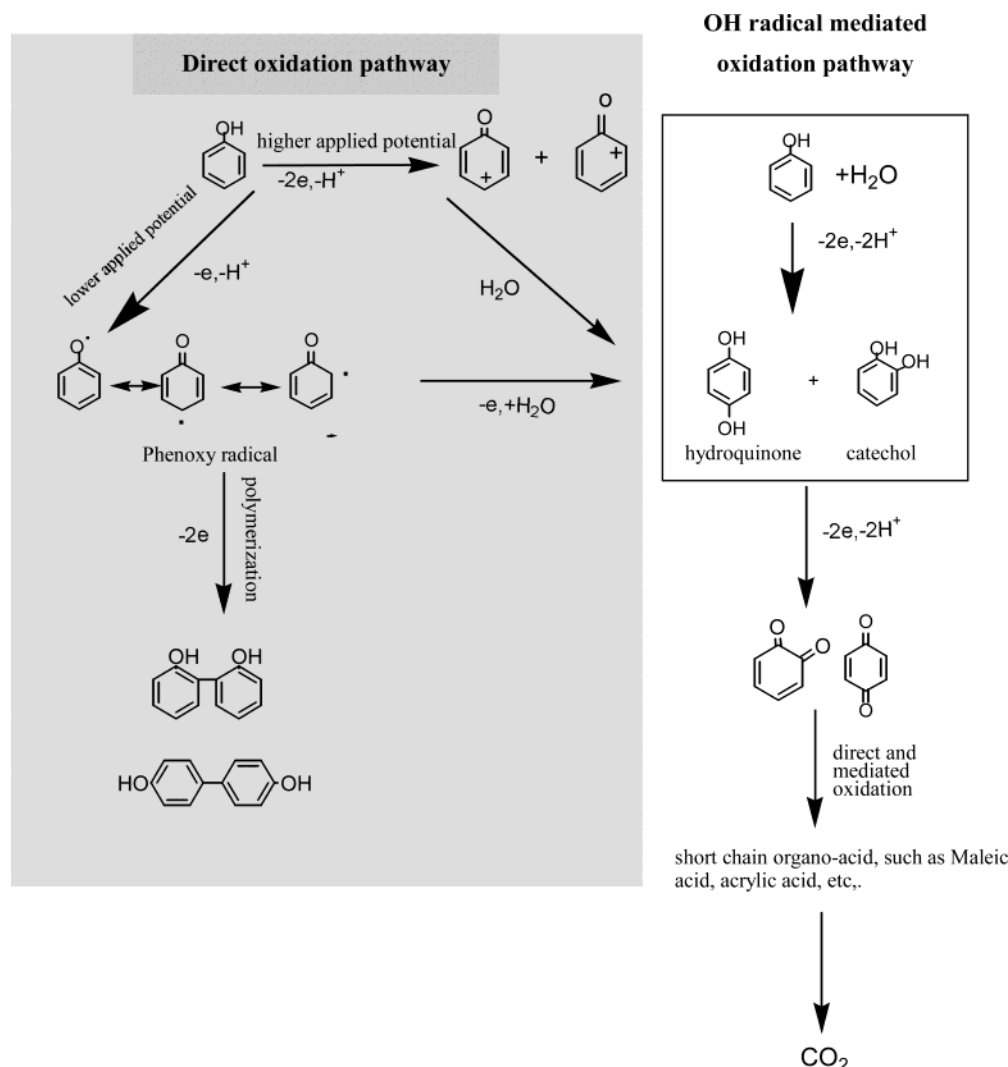 Direct oxidation pathway
OH
higher applied potential
-2e,-H+
O
+
+
O
+
lower applied potential
-e,-H+
H2O
O·
O
·
O
·
Phenoxy radical
-e,+H2O
-2e
polymerization
OH
OH
HO
OH
OH radical mediated
oxidation pathway
OH
+H2O
-2e,-2H+
OH
OH
+
OH
OH
hydroquinone
catechol
-2e,-2H+
O
O
O
O
direct and
mediated
oxidation
short chain organo-acid, such as Maleic
acid, acrylic acid, etc,.
CO2